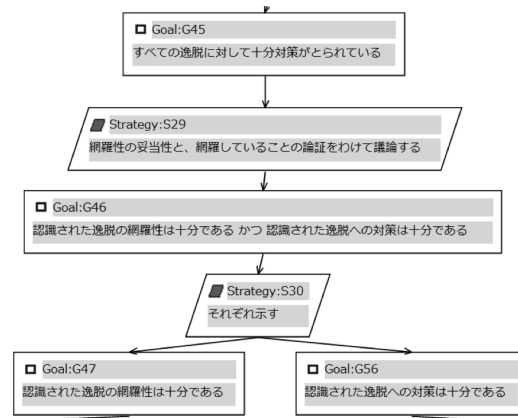 Goal:G45
すべての逸脱に対して十分対策がとられている
Strategy:S29
網羅性の妥当性と、網羅していることの論証をわけて議論する
Goal:G46
認識された逸脱の網羅性は十分である かつ 認識された逸脱への対策は十分である
Strategy:S30
それぞれ示す
Goal:G47
認識された逸脱の網羅性は十分である
Goal:G56
認識された逸脱への対策は十分である